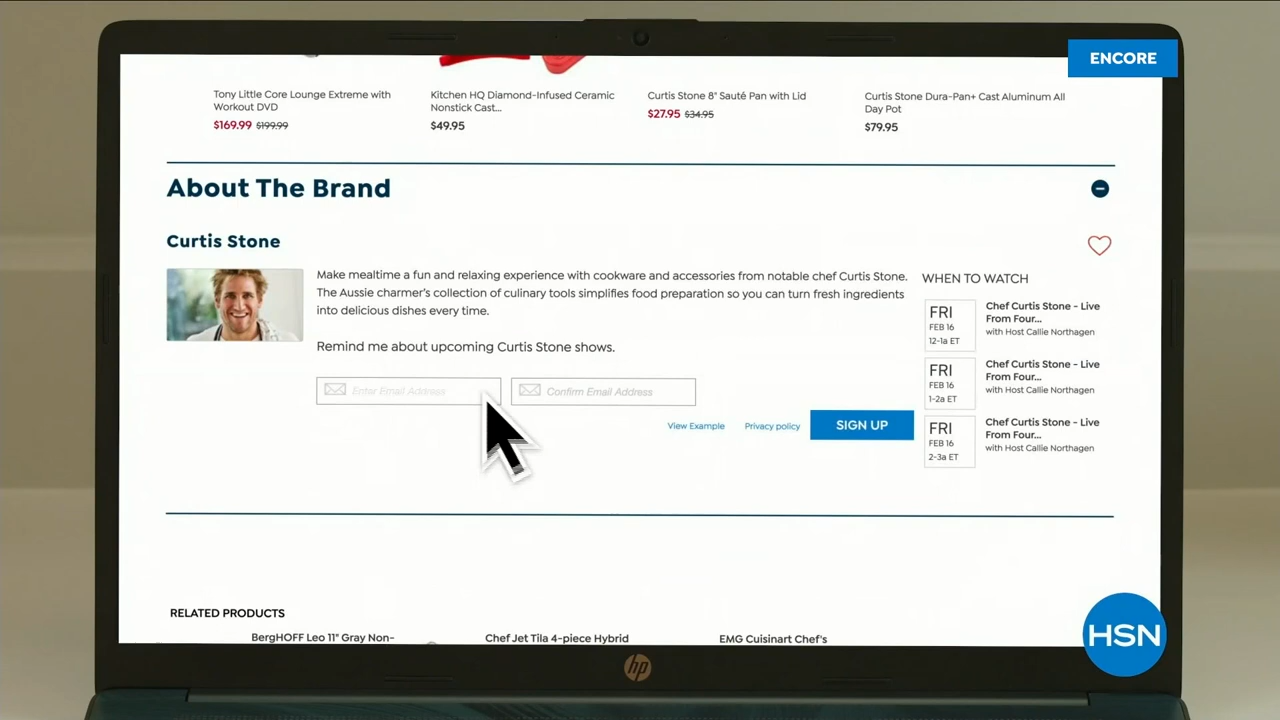 ENCORE
Tony Little Core Lounge Extreme with
Workout DVD
$169.99 $199.99
Kitchen HQ Diamond-Infused Ceramic
Nonstick Cast...
$49.95
Curtis Stone 8" Sauté Pan with Lid
$27.95 $34.95
Curtis Stone Dura-Pan+ Cast Aluminum All
Day Pot
$79.95
About The Brand
Curtis Stone
Make mealtime a fun and relaxing experience with cookware and accessories from notable chef Curtis Stone.
The Aussie charmer's collection of culinary tools simplifies food preparation so you can turn fresh ingredients
into delicious dishes every time.
Remind me about upcoming Curtis Stone shows.
Enter Email Address
Confirm Email Address
View Example
Privacy policy
SIGN UP
WHEN TO WATCH
FRI
FEB 16
12-1a ET
Chef Curtis Stone - Live
From Four...
with Host Callie Northagen
FRI
FEB 16
1-2a ET
Chef Curtis Stone - Live
From Four...
with Host Callie Northagen
FRI
FEB 16
2-3a ET
Chef Curtis Stone - Live
From Four...
with Host Callie Northagen
RELATED PRODUCTS
BergHOFF Leo 11" Gray Non-
Chef Jet Tila 4-piece Hybrid
EMG Cuisinart Chef's
HSN
hp